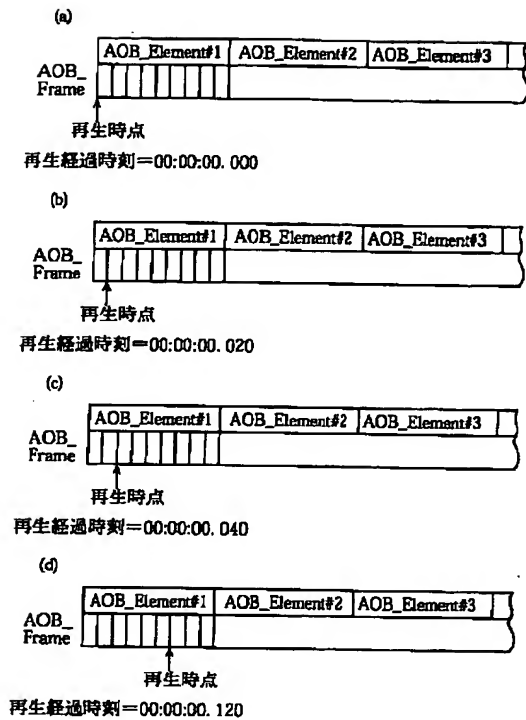 (a)
AOB_Element#1 AOB_Element#2 AOB_Element#3
AOB_
Frame
再生時点
再生経過時刻=00:00:00.000
(b)
AOB_Element#1 AOB_Element#2 AOB_Element#3
AOB_
Frame
再生時点
再生経過時刻=00:00:00.020
(c)
AOB_Element#1 AOB_Element#2 AOB_Element#3
AOB_
Frame
再生時点
再生経過時刻=00:00:00.040
(d)
AOB_Element#1 AOB_Element#2 AOB_Element#3
AOB_
Frame
再生時点
再生経過時刻=00:00:00.120